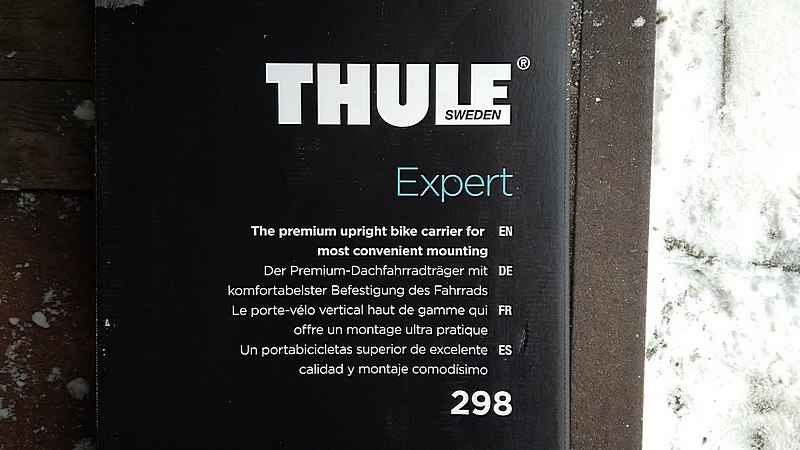 THULE®
SWEDEN
Expert
The premium upright bike carrier for EN
most convenient mounting
Der Premium-Dachfahrradträger mit DE
komfortabelster Befestigung des Fahrrads
Le porte-vélo vertical haut de gamme qui FR
offre un montage ultra pratique
Un portabicicletas superior de excelente ES
calidad y montaje comodísimo
298